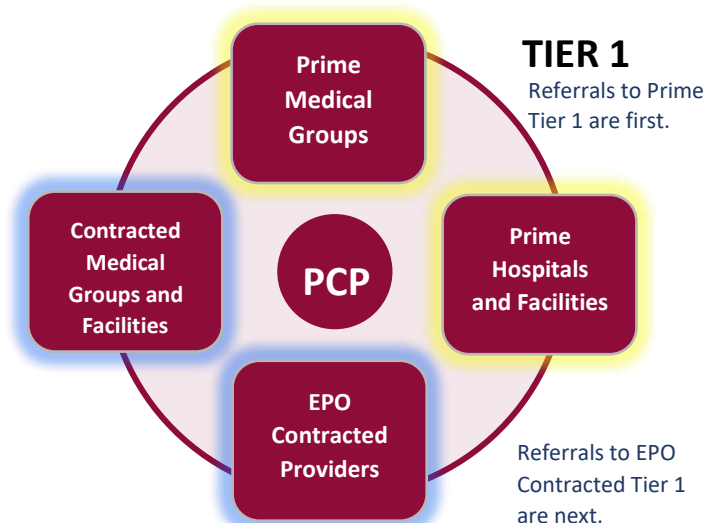 Prime
Medical
Groups
TIER 1
Referrals to Prime
Tier 1 are first.
Contracted
Medical
Groups and
Facilities
PCP
Prime
Hospitals
and Facilities
EPO
Contracted
Providers
Referrals to EPO
Contracted Tier 1
are next.